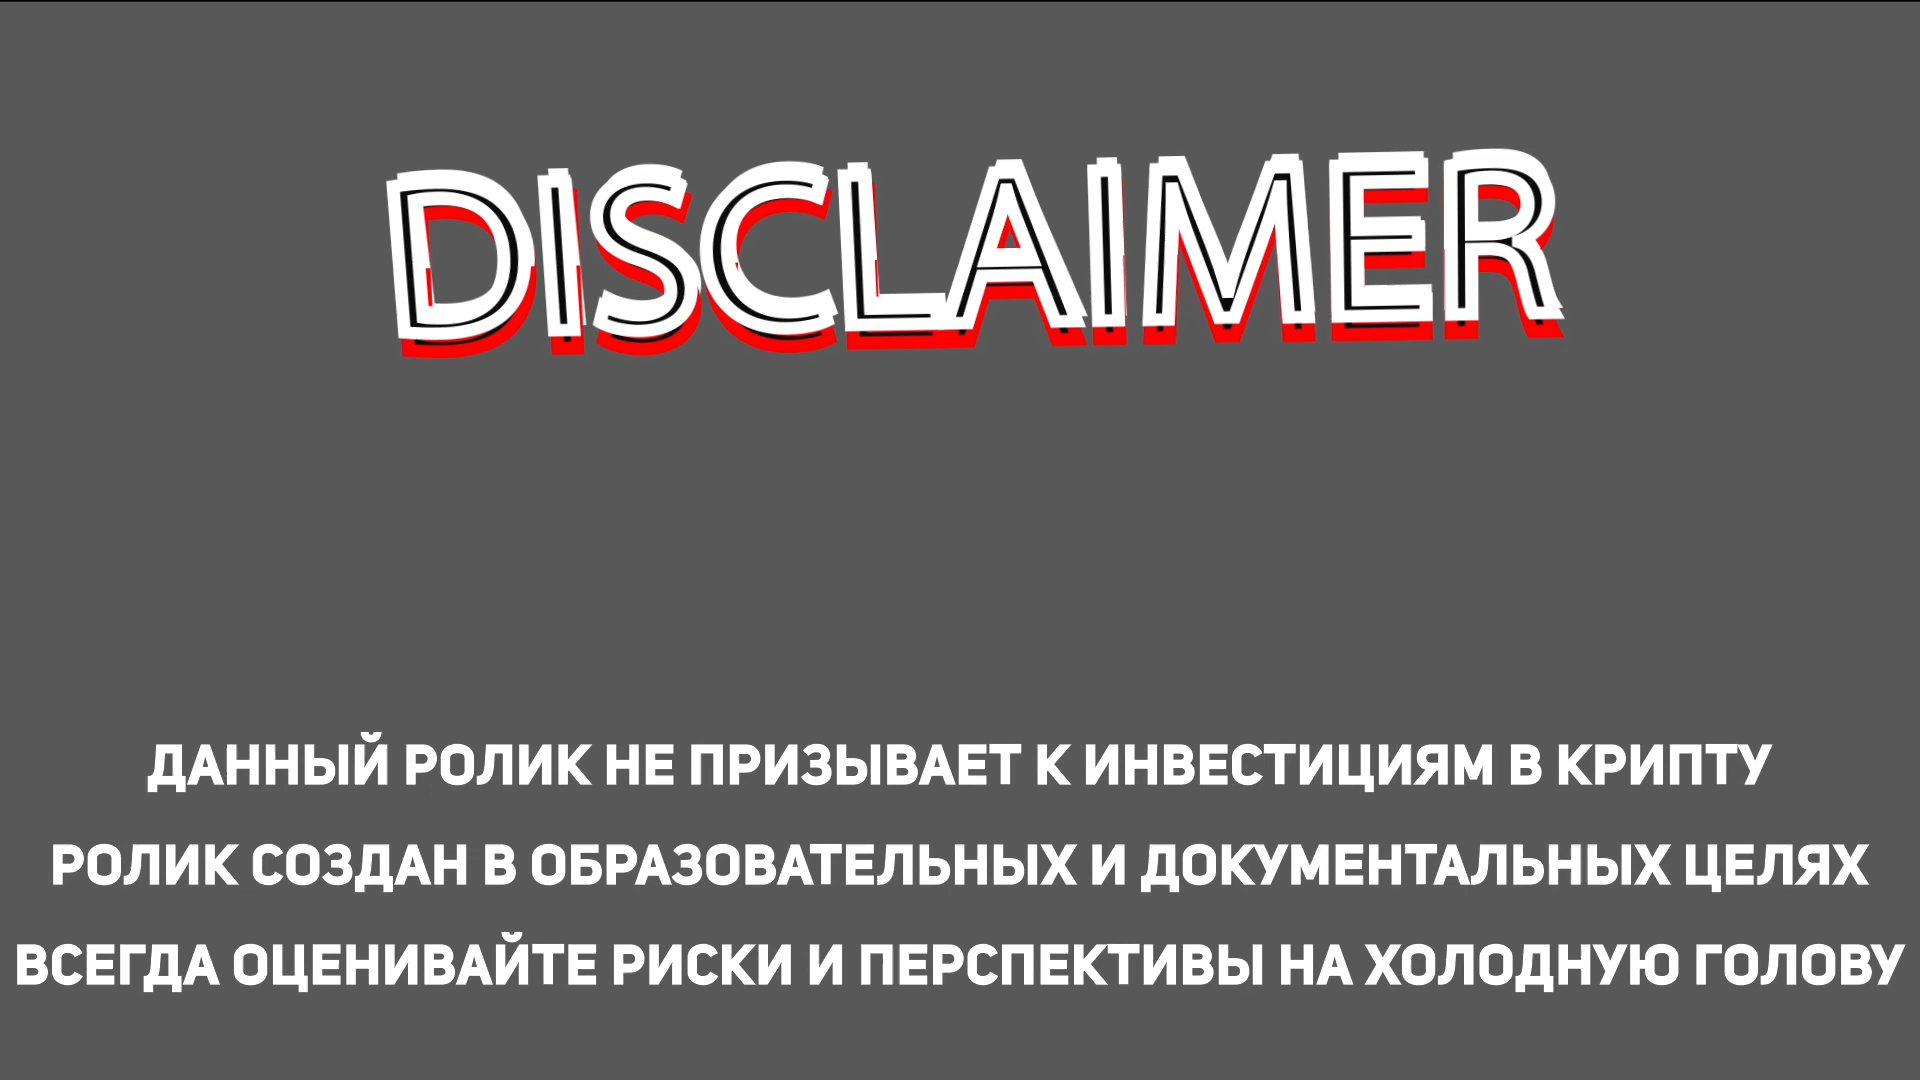 DISCLAIMER
ДАННЫЙ РОЛИК НЕ ПРИЗЫВАЕТ К ИНВЕСТИЦИЯМ В КРИПТУ
РОЛИК СОЗДАН В ОБРАЗОВАТЕЛЬНЫХ И ДОКУМЕНТАЛЬНЫХ ЦЕЛЯХ
ВСЕГДА ОЦЕНИВАЙТЕ РИСКИ И ПЕРСПЕКТИВЫ НА ХОЛОДНУЮ ГОЛОВУ